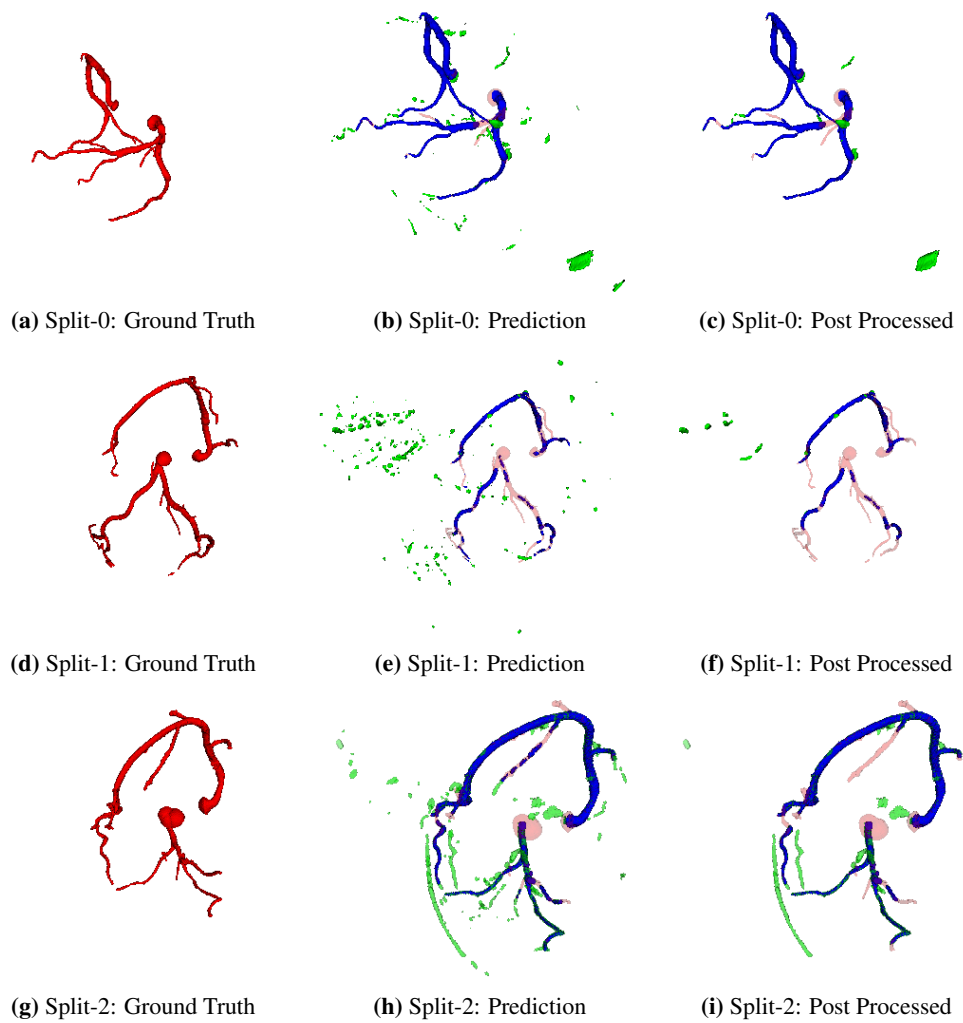 (a) Split-0: Ground Truth
(b) Split-0: Prediction
(c) Split-0: Post Processed
(d) Split-1: Ground Truth
(e) Split-1: Prediction
(f) Split-1: Post Processed
(g) Split-2: Ground Truth
(h) Split-2: Prediction
(i) Split-2: Post Processed